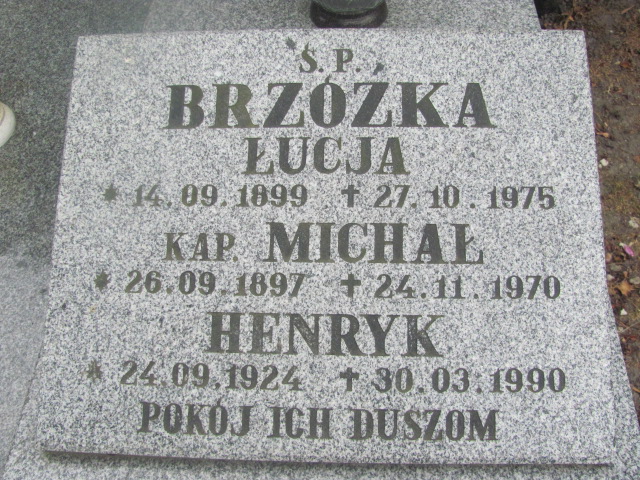 Ś.P.
BRZÓZKA
ŁUCJA
* 14.09.1899 † 27.10.1975
KAP. MICHAŁ
* 26.09.1897 † 24.11.1970
HENRYK
* 24.09.1924 † 30.03.1990
POKÓJ ICH DUSZOM